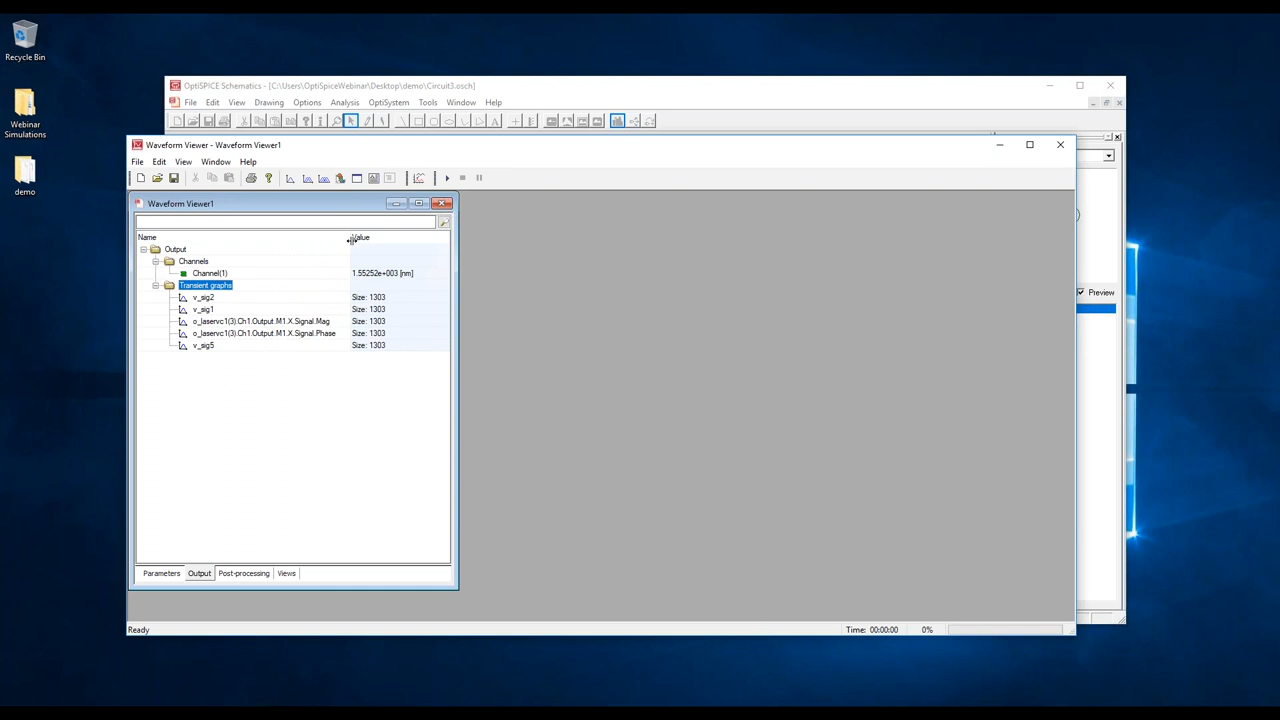 Recycle Bin
Webinar
Simulations
demo
OptiSPICE Schematics - [C:\Users\OptiSpiceWebinar\Desktop\demo\Circuit3.osch]
File Edit View Drawing Options Analysis OptiSystem Tools Window Help
Waveform Viewer - Waveform Viewer1
File Edit View Window Help
Waveform Viewer1
Name Value
Output
Channels
Channel(1) 1.55252e+003 [nm]
Transient graphs
v_sig2 Size: 1303
v_sig1 Size: 1303
o_laservc1(3).Ch1.Output.M1.X.Signal.Mag Size: 1303
o_laservc1(3).Ch1.Output.M1.X.Signal.Phase Size: 1303
v_sig5 Size: 1303
Parameters Output Post-processing Views
Preview
Ready Time: 00:00:00 0%